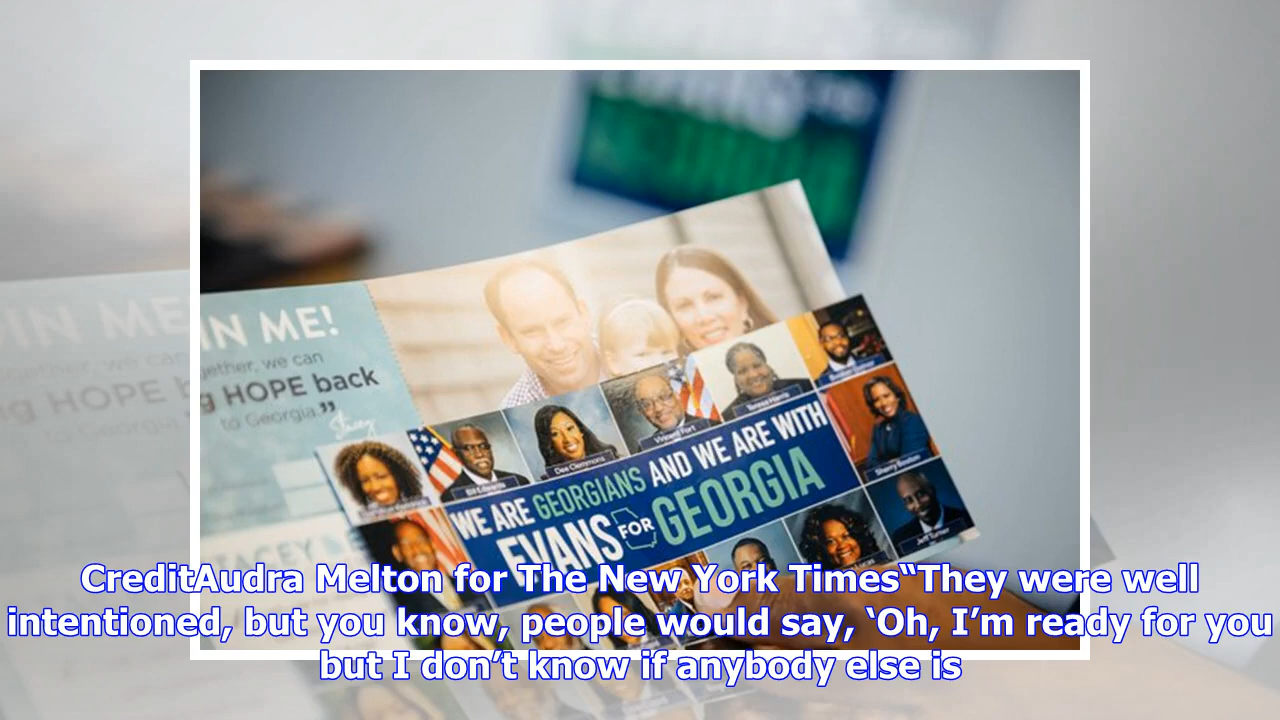 IN ME!
gether, we can
g HOPE back
to Georgia.”
Stacey
STACEY
Bill Edwards
Dee Clemmons
Vincent Fort
Teresa Harris
Sherry Boston
Jeff Turner
WE ARE GEORGIANS AND WE ARE WITH
EVANS FOR GEORGIA
CreditAudra Melton for The New York Times“They were well
intentioned, but you know, people would say, ‘Oh, I’m ready for you
but I don’t know if anybody else is